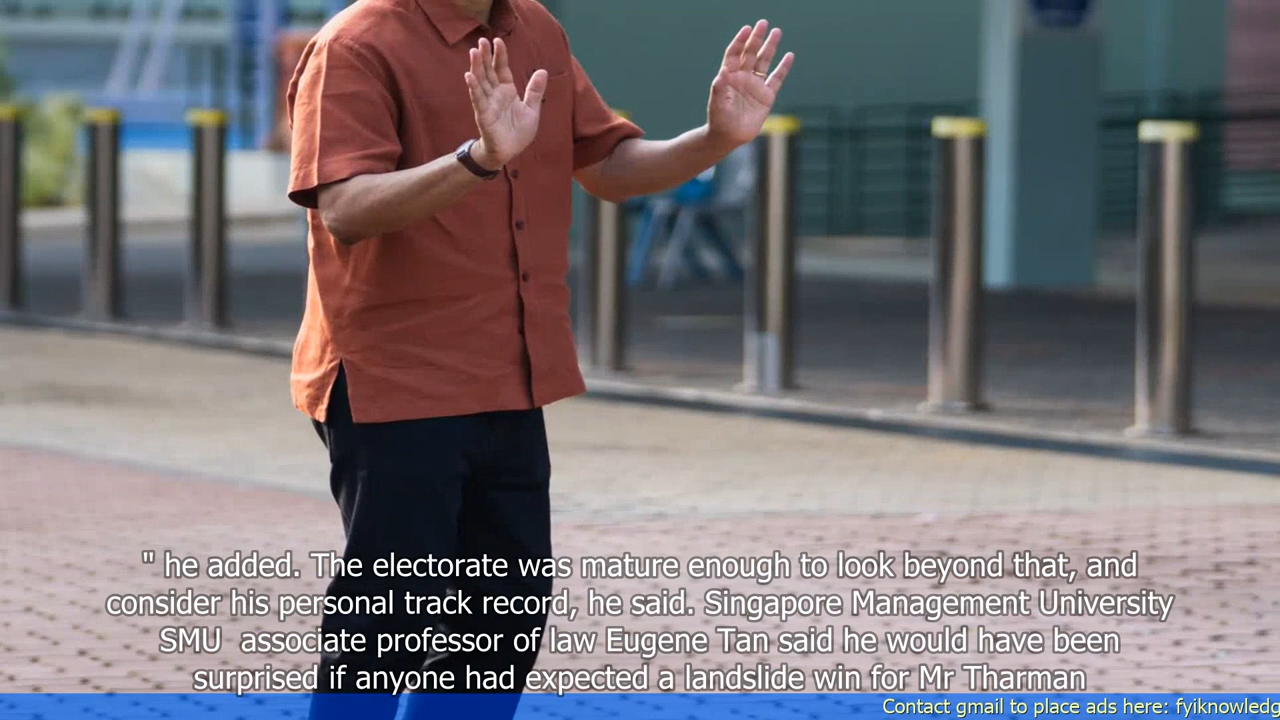 " he added. The electorate was mature enough to look beyond that, and
consider his personal track record, he said. Singapore Management University
SMU  associate professor of law Eugene Tan said he would have been
surprised if anyone had expected a landslide win for Mr Tharman
Contact gmail to place ads here: fyiknowledg